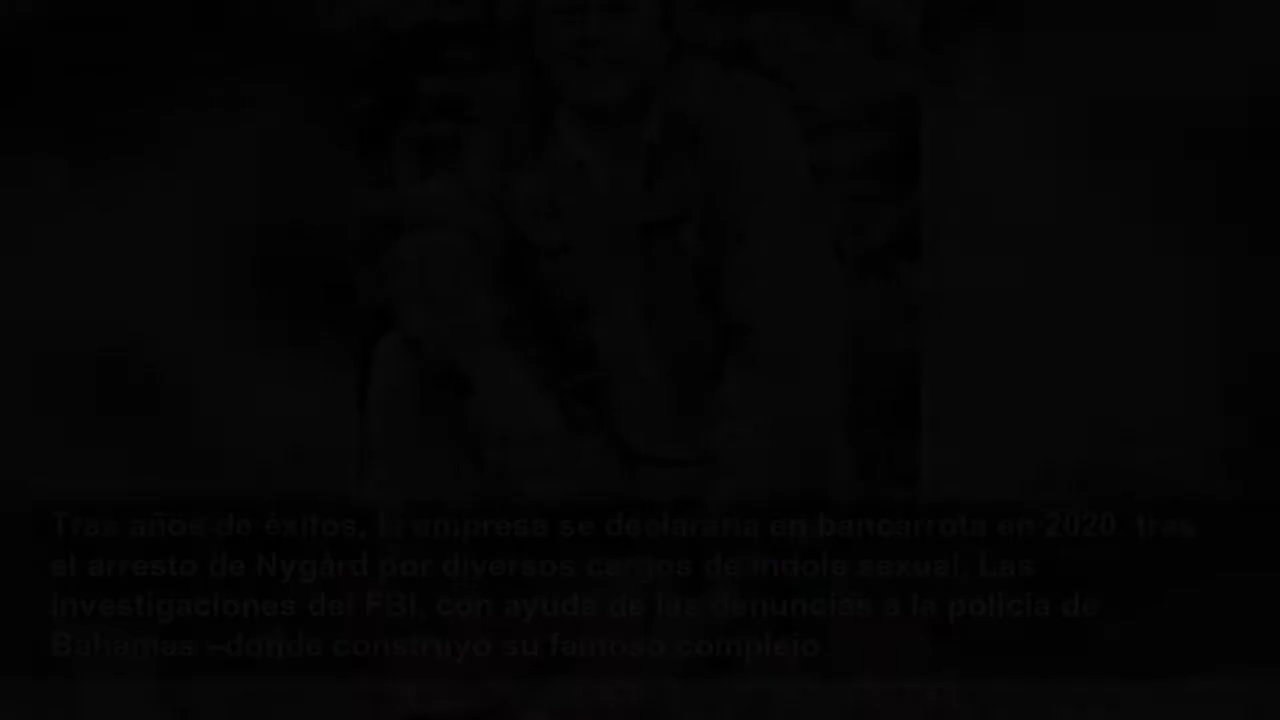 Tras años de éxitos, la empresa se declararía en bancarrota en 2020, tras
el arresto de Nygård por diversos cargos de índole sexual. Las
investigaciones del FBI, con ayuda de las denuncias a la policía de
Bahamas –donde construyó su famoso complejo